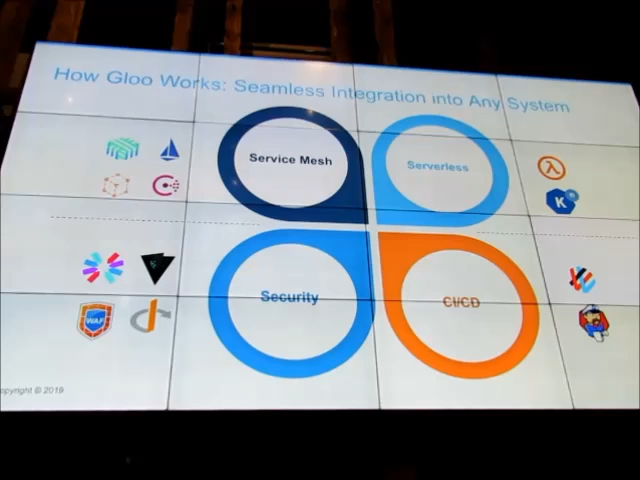 How Gloo Works: Seamless Integration into Any System
Service Mesh
Serverless
λ
K
Security
CI/CD
WAF
opyright © 2019